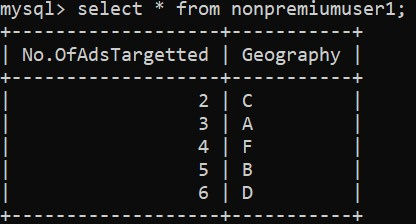 mysql> select * from nonpremiumuser1;
+-------------------+-----------+
| No.OfAdsTargetted | Geography |
+-------------------+-----------+
|                 2 | C         |
|                 3 | A         |
|                 4 | F         |
|                 5 | B         |
|                 6 | D         |
+-------------------+-----------+